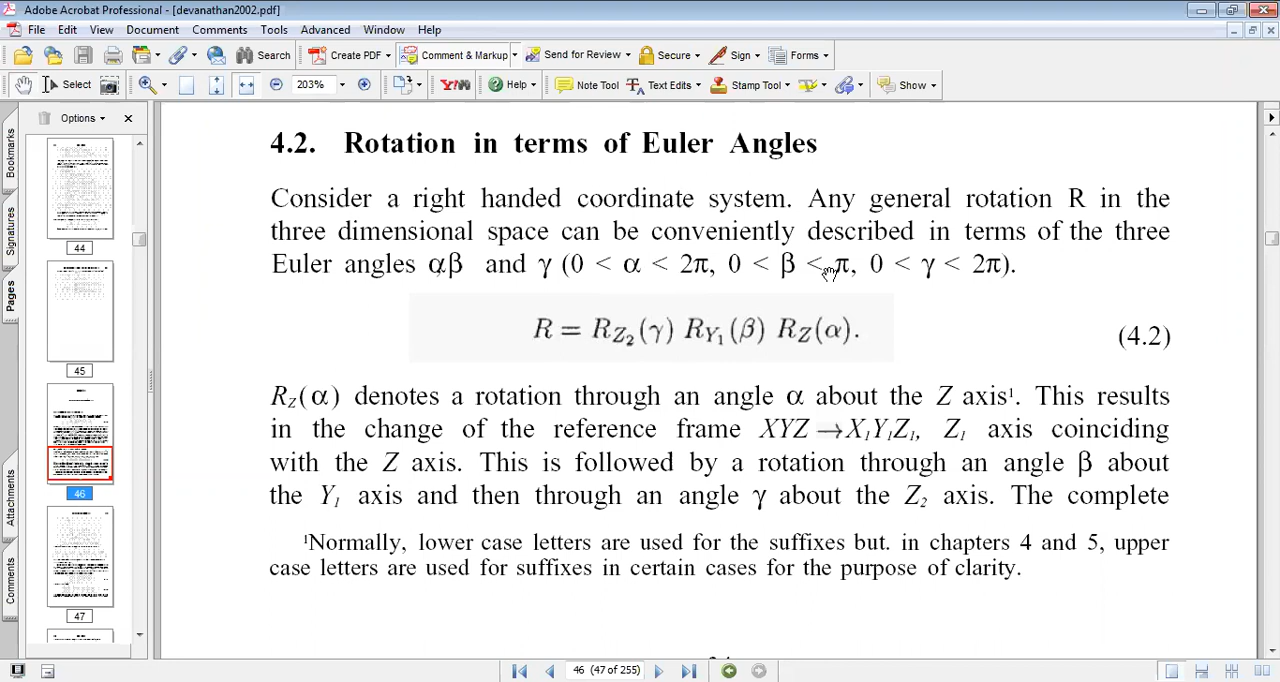 Adobe Acrobat Professional - [devanathan2002.pdf]
File Edit View Document Comments Tools Advanced Window Help
Search Create PDF Comment & Markup Send for Review Secure Sign Forms
Select 203% Y! Help Note Tool Text Edits Stamp Tool Show
Options
Bookmarks
Signatures
Pages
Attachments
Comments
44
45
46
47
4.2. Rotation in terms of Euler Angles
Consider a right handed coordinate system. Any general rotation R in the
three dimensional space can be conveniently described in terms of the three
Euler angles αβ and γ (0 < α < 2π, 0 < β < π, 0 < γ < 2π).
R = R_{Z_2}(γ) R_{Y_1}(β) R_Z(α). (4.2)
R_Z(α) denotes a rotation through an angle α about the Z axis¹. This results
in the change of the reference frame XYZ →X₁Y₁Z₁, Z₁ axis coinciding
with the Z axis. This is followed by a rotation through an angle β about
the Y₁ axis and then through an angle γ about the Z₂ axis. The complete
¹Normally, lower case letters are used for the suffixes but. in chapters 4 and 5, upper
case letters are used for suffixes in certain cases for the purpose of clarity.
46 (47 of 255)